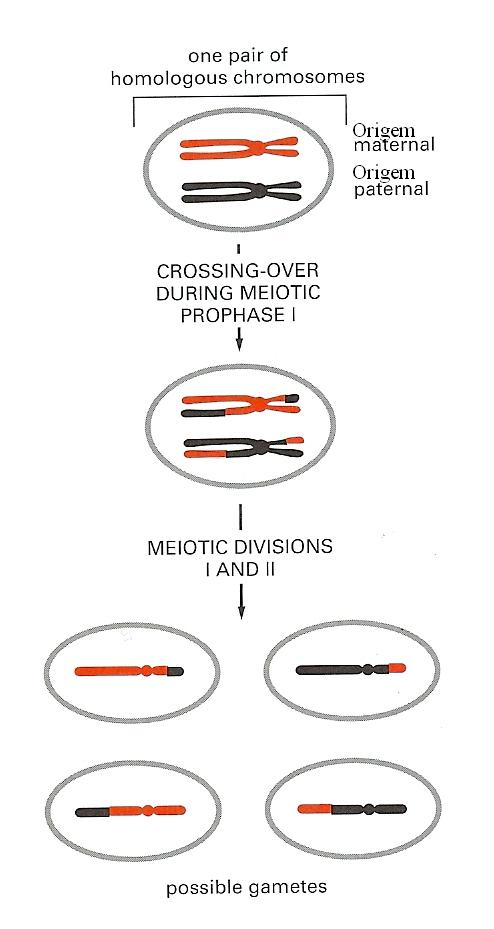 one pair of
homologous chromosomes
Origem
maternal
Origem
paternal
CROSSING-OVER
DURING MEIOTIC
PROPHASE I
MEIOTIC DIVISIONS
I AND II
possible gametes